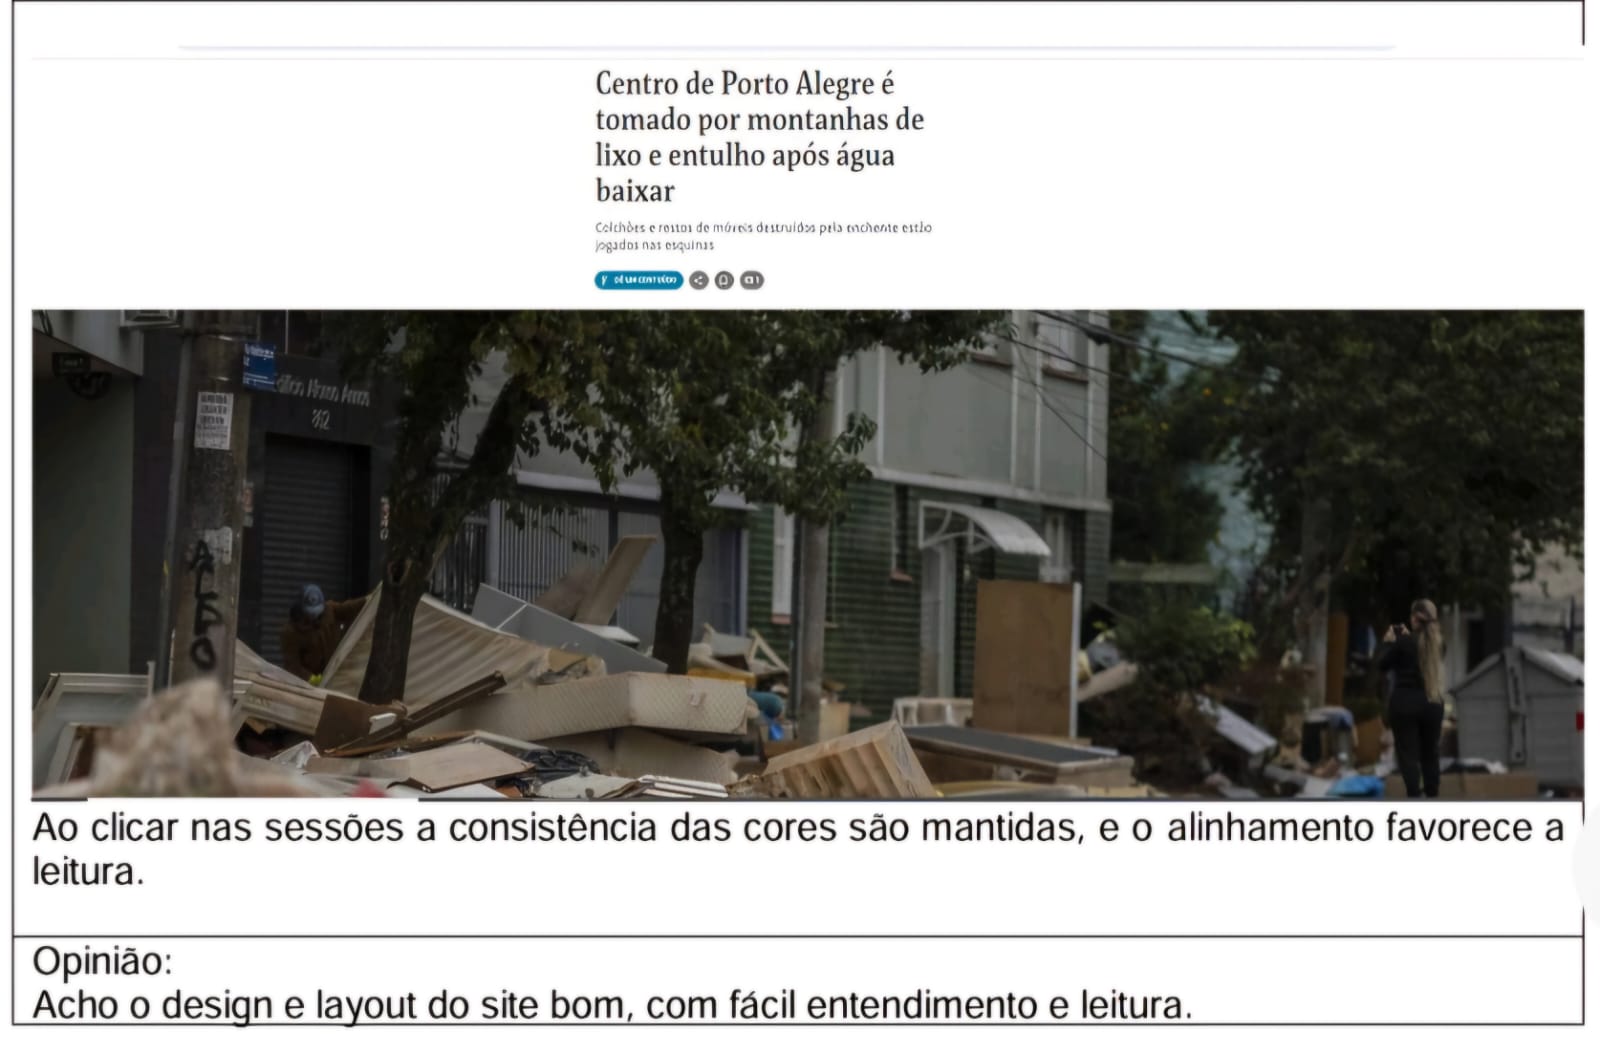 Centro de Porto Alegre é
tomado por montanhas de
lixo e entulho após água
baixar
Colchões e restos de móveis destruídos pela enchente estão
jogados nas esquinas
312
ALDO
Ao clicar nas sessões a consistência das cores são mantidas, e o alinhamento favorece a
leitura.
Opinião:
Acho o design e layout do site bom, com fácil entendimento e leitura.